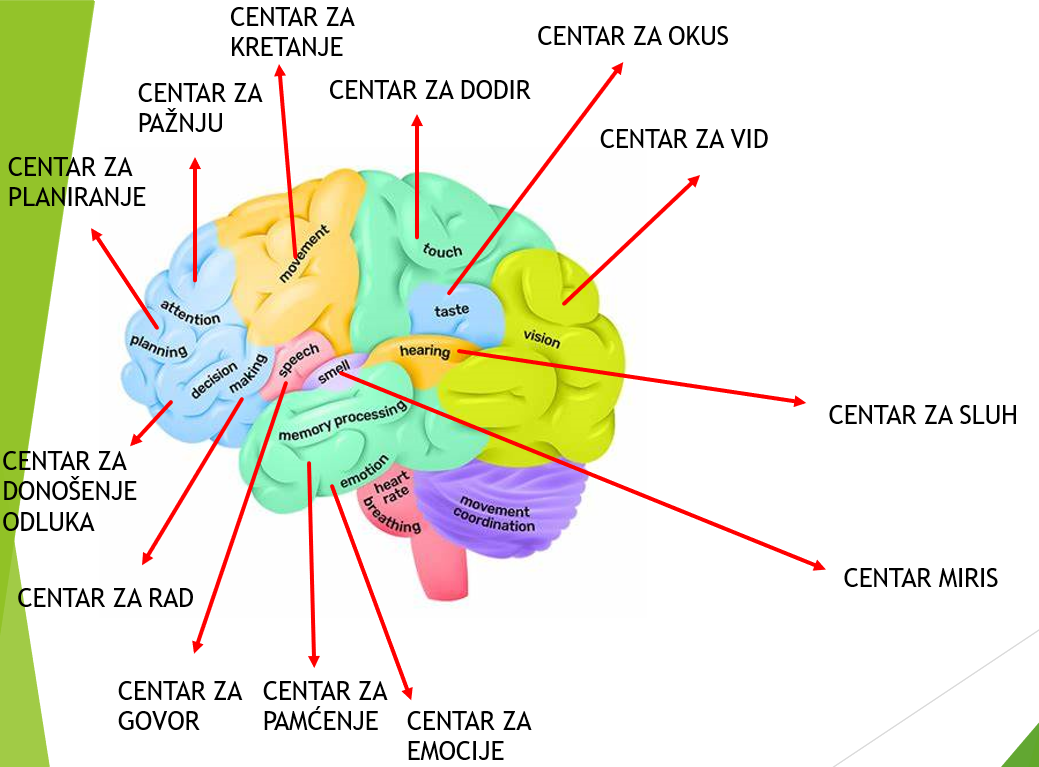 CENTAR ZA
KRETANJE
CENTAR ZA OKUS
CENTAR ZA
PAŽNJU
CENTAR ZA DODIR
CENTAR ZA VID
CENTAR ZA
PLANIRANJE
movement
touch
attention
taste
planning
vision
decision
making
speech
smell
hearing
memory processing
emotion
heart
rate
breathing
movement
coordination
CENTAR ZA SLUH
CENTAR ZA
DONOŠENJE
ODLUKA
CENTAR MIRIS
CENTAR ZA RAD
CENTAR ZA
GOVOR
CENTAR ZA
PAMĆENJE
CENTAR ZA
EMOCIJE